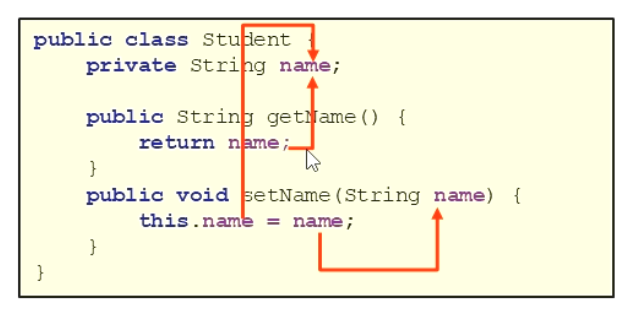 public class Student {
    private String name;
    public String getName() {
        return name;
    }
    public void setName(String name) {
        this.name = name;
    }
}